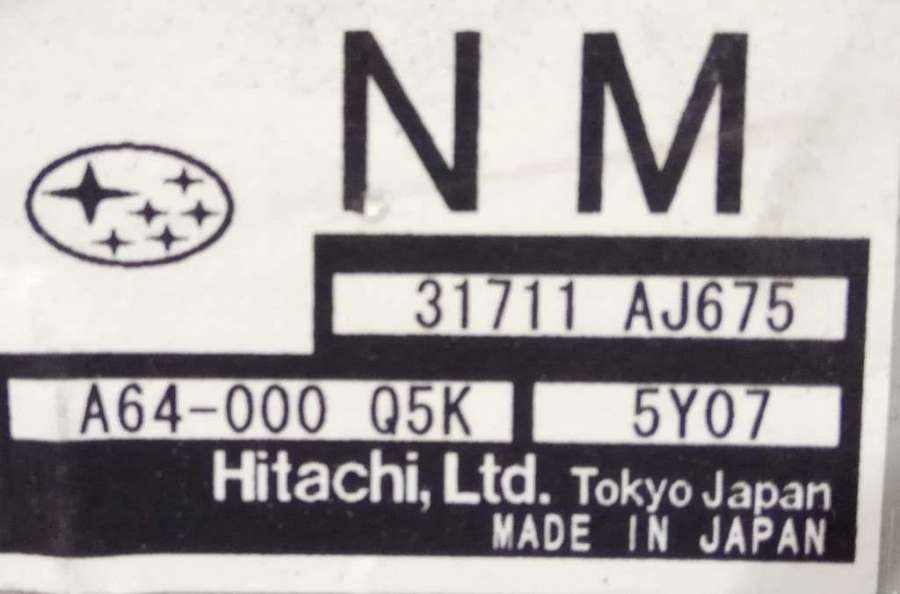 NM
31711 AJ675
A64-000 Q5K 5Y07
Hitachi, Ltd. Tokyo Japan
MADE IN JAPAN